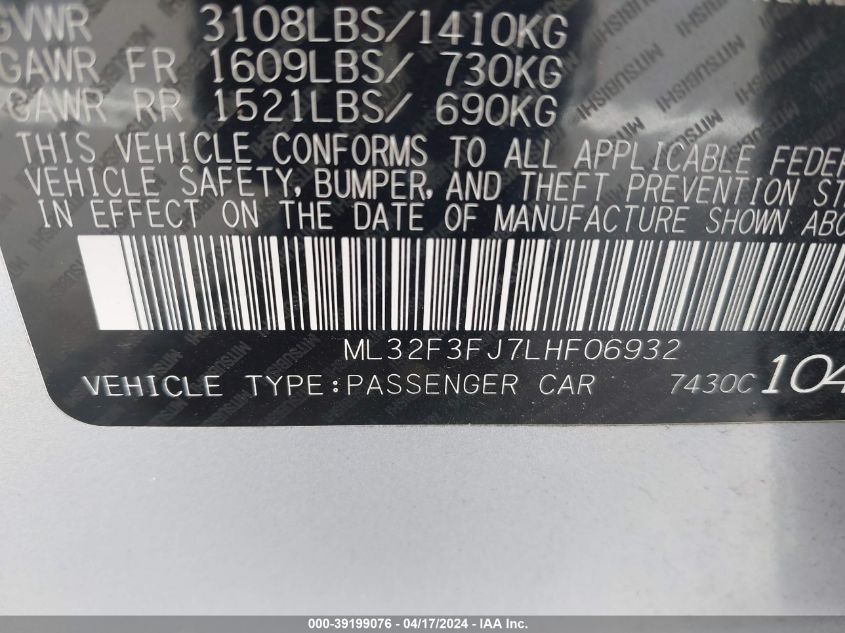 GVWR 3108LBS/1410KG
GAWR FR 1609LBS/ 730KG
GAWR RR 1521LBS/ 690KG
THIS VEHICLE CONFORMS TO ALL APPLICABLE FEDER
VEHICLE SAFETY, BUMPER, AND THEFT PREVENTION ST
IN EFFECT ON THE DATE OF MANUFACTURE SHOWN ABO
ML32F3FJ7LHF06932
VEHICLE TYPE:PASSENGER CAR 7430C 104
MITSUBISHI
000-39199076 - 04/17/2024 - IAA Inc.